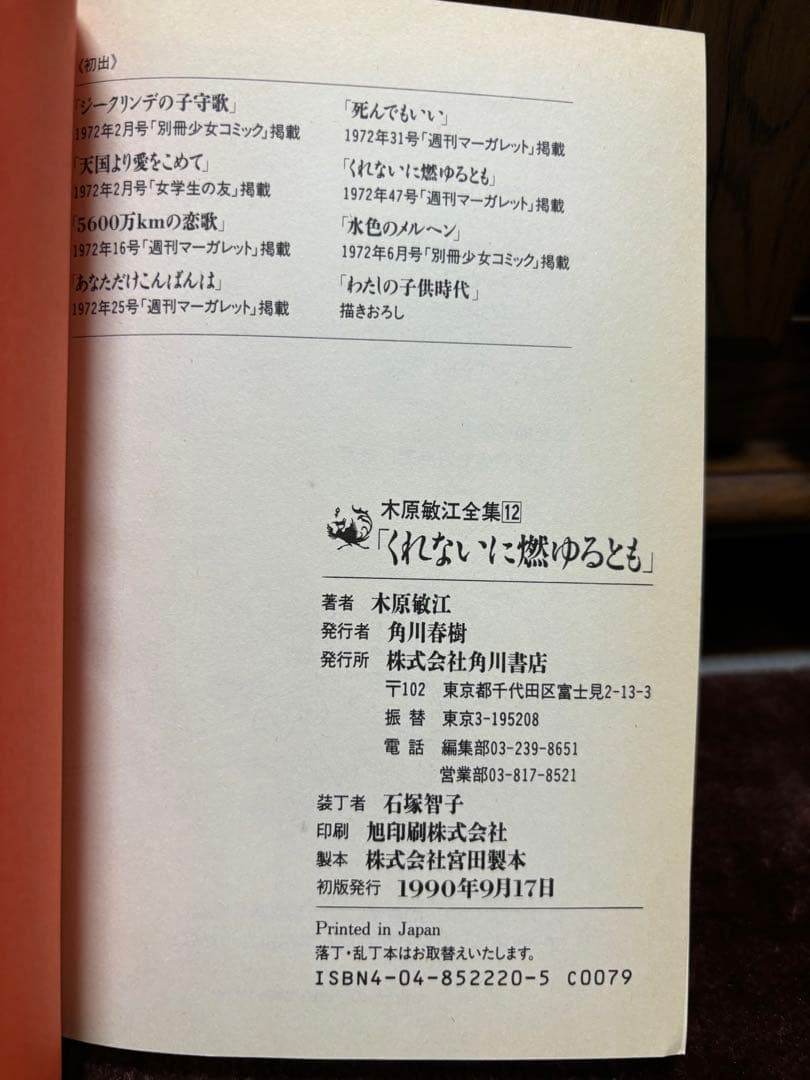 《初出》
「ジークリンデの子守歌」
1972年2月号「別冊少女コミック」掲載
「天国より愛をこめて」
1972年2月号「女学生の友」掲載
「5600万kmの恋歌」
1972年16号「週刊マーガレット」掲載
「あなただけこんばんは」
1972年25号「週刊マーガレット」掲載
「死んでもいい」
1972年31号「週刊マーガレット」掲載
「くれないに燃ゆるとも」
1972年47号「週刊マーガレット」掲載
「水色のメルヘン」
1972年6月号「別冊少女コミック」掲載
「わたしの子供時代」
描きおろし
木原敏江全集12
「くれないに燃ゆるとも」
著者 木原敏江
発行者 角川春樹
発行所 株式会社角川書店
〒102 東京都千代田区富士見2-13-3
振替 東京3-195208
電話 編集部03-239-8651
営業部03-817-8521
装丁者 石塚智子
印刷 旭印刷株式会社
製本 株式会社宮田製本
初版発行 1990年9月17日
Printed in Japan
落丁・乱丁本はお取替えいたします。
ISBN4-04-852220-5 C0079